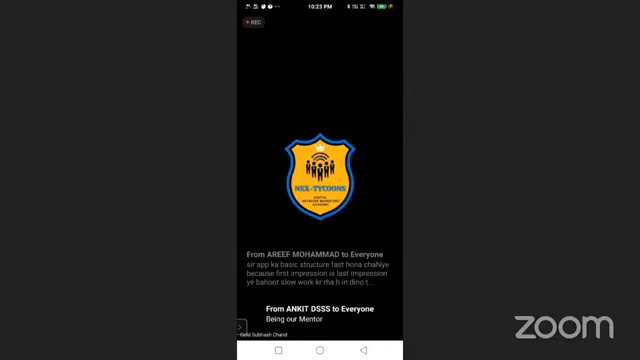 10:23 PM
REC
NEX-TYCOONS
DIGITAL
NETWORK MARKETING
ACADEMY
From AREEF MOHAMMAD to Everyone
sir app ka basic structure fast hona chahiye
because first impression is last impression
ye bahoot slow work kr rha h in dino t...
From ANKIT DSSS to Everyone
Being our Mentor
Gold Subhash Chand
zoom